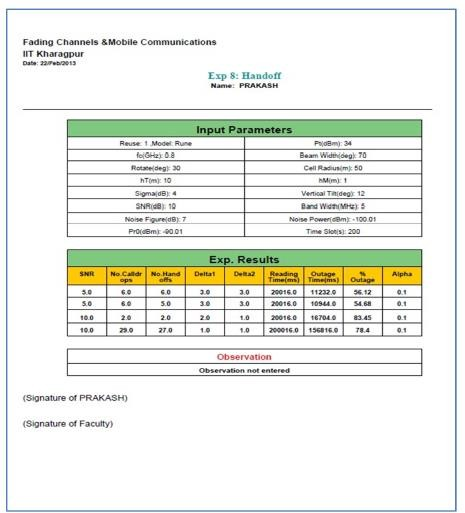 Fading Channels &Mobile Communications
IIT Kharagpur
Date: 22/Feb/2013
Exp 8: Handoff
Name: PRAKASH
Input Parameters
Reuse: 1 ,Model: Rune Pt(dBm): 34
fc(GHz): 0.8 Beam Width(deg): 70
Rotate(deg): 30 Cell Radius(m): 50
hT(m): 10 hM(m): 1
Sigma(dB): 4 Vertical Tilt(deg): 12
SNR(dB): 10 Band Width(MHz): 5
Noise Figure(dB): 7 Noise Power(dBm): -100.01
Pr0(dBm): -90.01 Time Slot(s): 200
Exp. Results
SNR No.Calldr ops No.Hand offs Delta1 Delta2 Reading Time(ms) Outage Time(ms) % Outage Alpha
5.0 6.0 6.0 3.0 3.0 20016.0 11232.0 56.12 0.1
5.0 6.0 5.0 3.0 3.0 20016.0 10944.0 54.68 0.1
10.0 2.0 2.0 2.0 1.0 20016.0 16704.0 83.45 0.1
10.0 29.0 27.0 1.0 1.0 200016.0 156816.0 78.4 0.1
Observation
Observation not entered
(Signature of PRAKASH)
(Signature of Faculty)